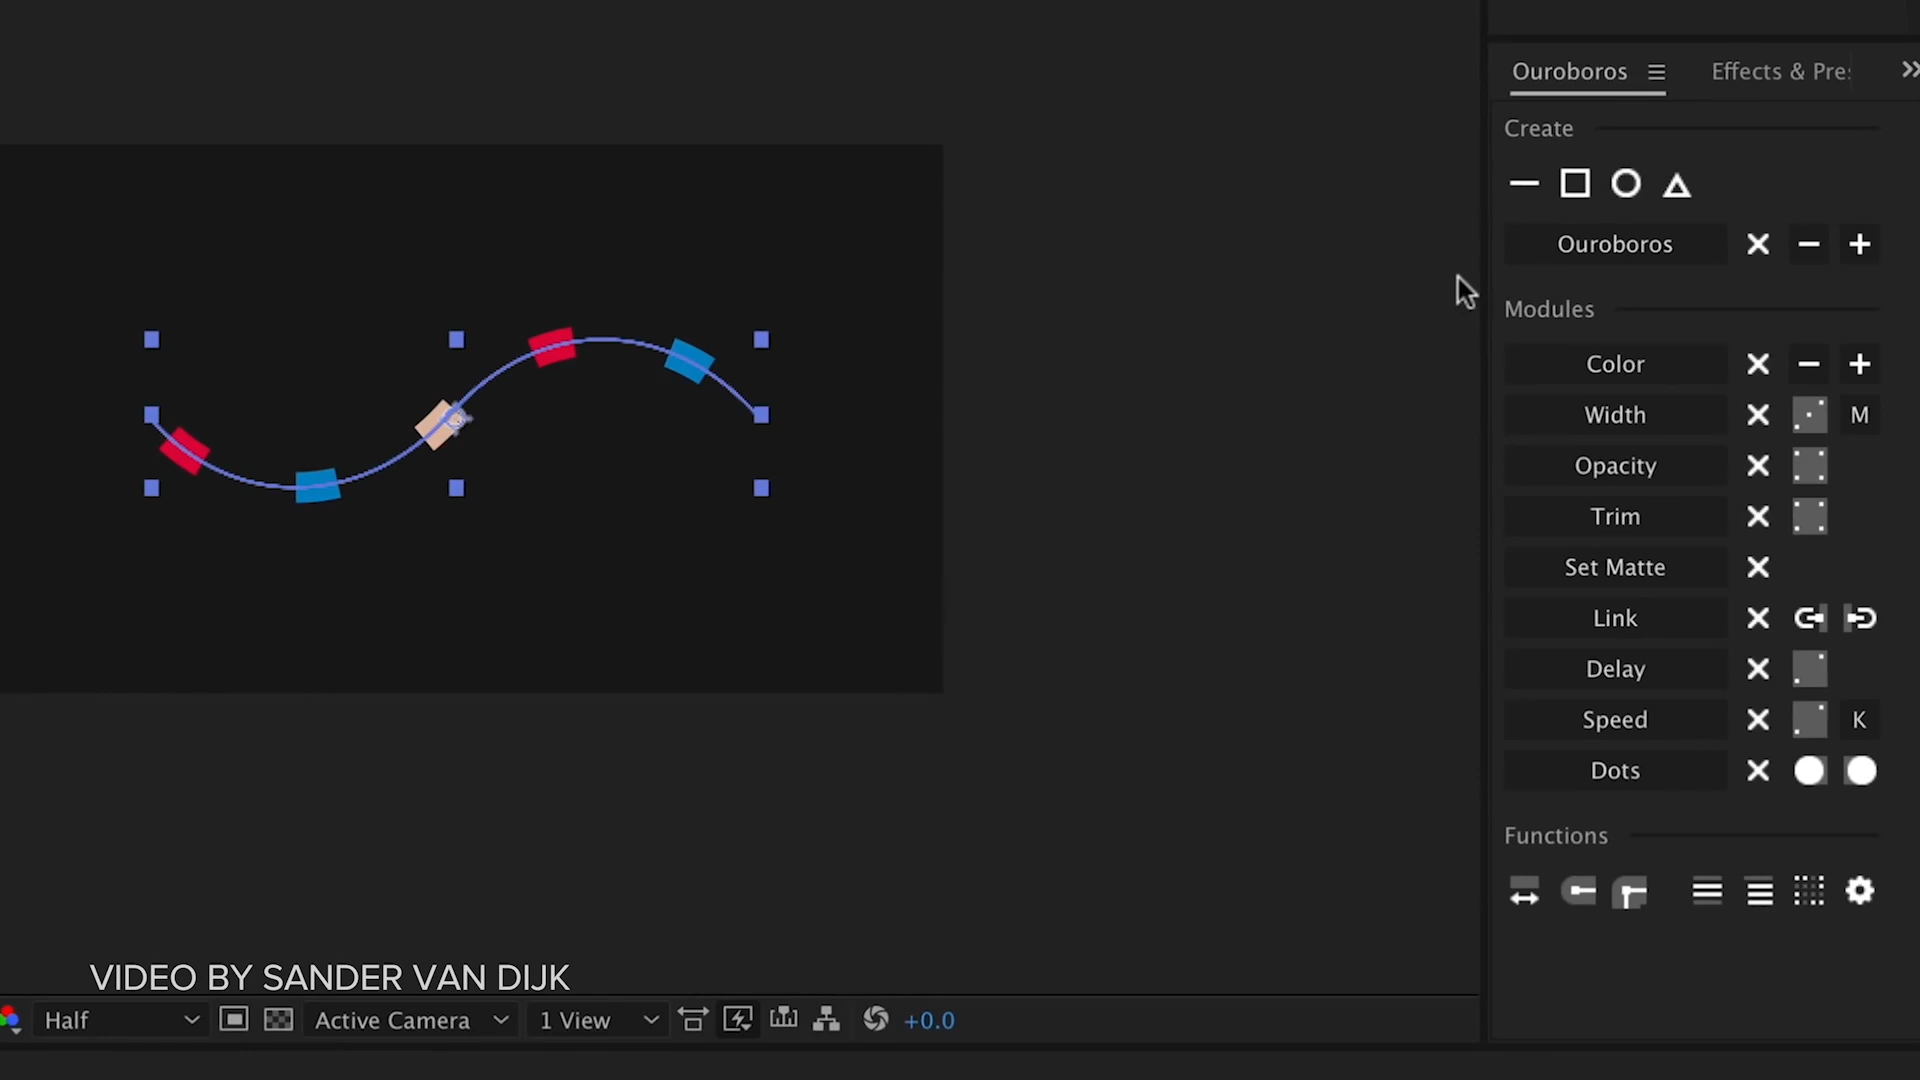 Ouroboros
Effects & Pre
Create
Ouroboros
Modules
Color
Width M
Opacity
Trim
Set Matte
Link
Delay
Speed K
Dots
Functions
VIDEO BY SANDER VAN DIJK
Half Active Camera 1 View +0.0